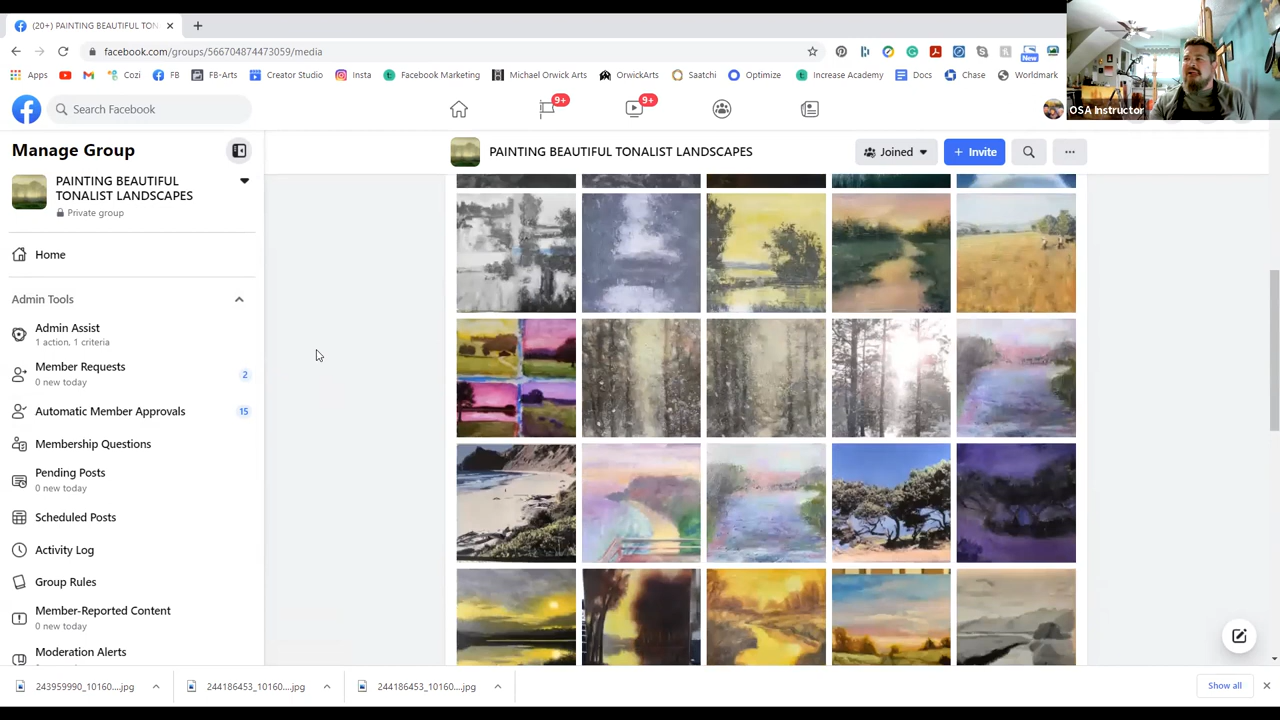 (20+) PAINTING BEAUTIFUL TON
facebook.com/groups/566704874473059/media
Apps
Cozi
FB
FB-Arts
Creator Studio
Insta
Facebook Marketing
Michael Orwick Arts
OrwickArts
Saatchi
Optimize
Increase Academy
Docs
Chase
Worldmark
New
OSA Instructor
Search Facebook
9+
9+
Manage Group
PAINTING BEAUTIFUL TONALIST LANDSCAPES
Joined
+ Invite
PAINTING BEAUTIFUL
TONALIST LANDSCAPES
Private group
Home
Admin Tools
Admin Assist
1 action, 1 criteria
Member Requests
0 new today
2
Automatic Member Approvals
15
Membership Questions
Pending Posts
0 new today
Scheduled Posts
Activity Log
Group Rules
Member-Reported Content
0 new today
Moderation Alerts
243959990_10160....jpg
244186453_10160....jpg
244186453_10160....jpg
Show all